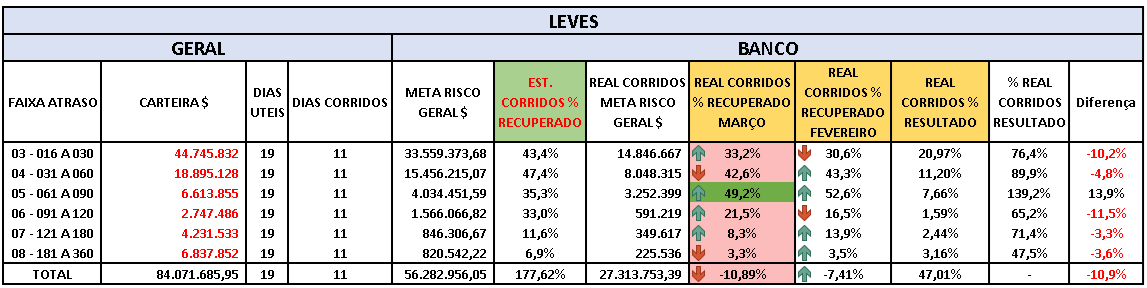 LEVES
GERAL BANCO
FAIXA ATRASO CARTEIRA $ DIAS UTEIS DIAS CORRIDOS META RISCO GERAL $ EST. CORRIDOS % RECUPERADO REAL CORRIDOS META RISCO GERAL $ REAL CORRIDOS % RECUPERADO MARÇO REAL CORRIDOS % RECUPERADO FEVEREIRO REAL CORRIDOS % RESULTADO % REAL CORRIDOS RESULTADO Diferença
03 - 016 A 030 44.745.832 19 11 33.559.373,68 43,4% 14.846.667 33,2% 30,6% 20,97% 76,4% -10,2%
04 - 031 A 060 18.895.128 19 11 15.456.215,07 47,4% 8.048.315 42,6% 43,3% 11,20% 89,9% -4,8%
05 - 061 A 090 6.613.855 19 11 4.034.451,59 35,3% 3.252.399 49,2% 52,6% 7,66% 139,2% 13,9%
06 - 091 A 120 2.747.486 19 11 1.566.066,82 33,0% 591.219 21,5% 16,5% 1,59% 65,2% -11,5%
07 - 121 A 180 4.231.533 19 11 846.306,67 11,6% 349.617 8,3% 13,9% 2,44% 71,4% -3,3%
08 - 181 A 360 6.837.852 19 11 820.542,22 6,9% 225.536 3,3% 3,5% 3,16% 47,5% -3,6%
TOTAL 84.071.685,95 19 11 56.282.956,05 177,62% 27.313.753,39 -10,89% -7,41% 47,01% - -10,9%